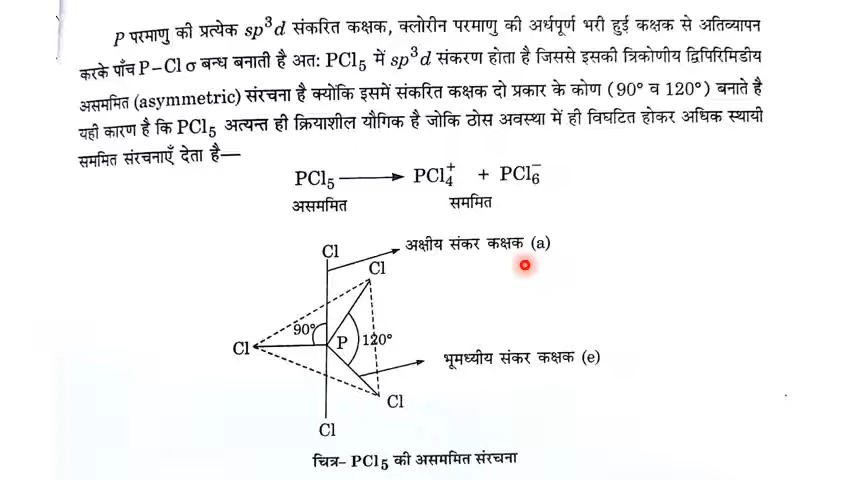 P परमाणु की प्रत्येक sp³d संकरित कक्षक, क्लोरीन परमाणु की अर्धपूर्ण भरी हुई कक्षक से अतिव्यापन
करके पाँच P–Cl σ बन्ध बनाती है अतः PCl₅ में sp³d संकरण होता है जिससे इसकी त्रिकोणीय द्विपिरिमिडीय
असममित (asymmetric) संरचना है क्योंकि इसमें संकरित कक्षक दो प्रकार के कोण (90° व 120°) बनाते है
यही कारण है कि PCl₅ अत्यन्त ही क्रियाशील यौगिक है जोकि ठोस अवस्था में ही विघटित होकर अधिक स्थायी
सममित संरचनाएँ देता है—
PCl₅ ⟶ PCl₄⁺ + PCl₆⁻
असममित सममित
Cl अक्षीय संकर कक्षक (a)
Cl
90°
Cl P 120°
भूमध्यीय संकर कक्षक (e)
Cl
Cl
चित्र– PCl₅ की असममित संरचना